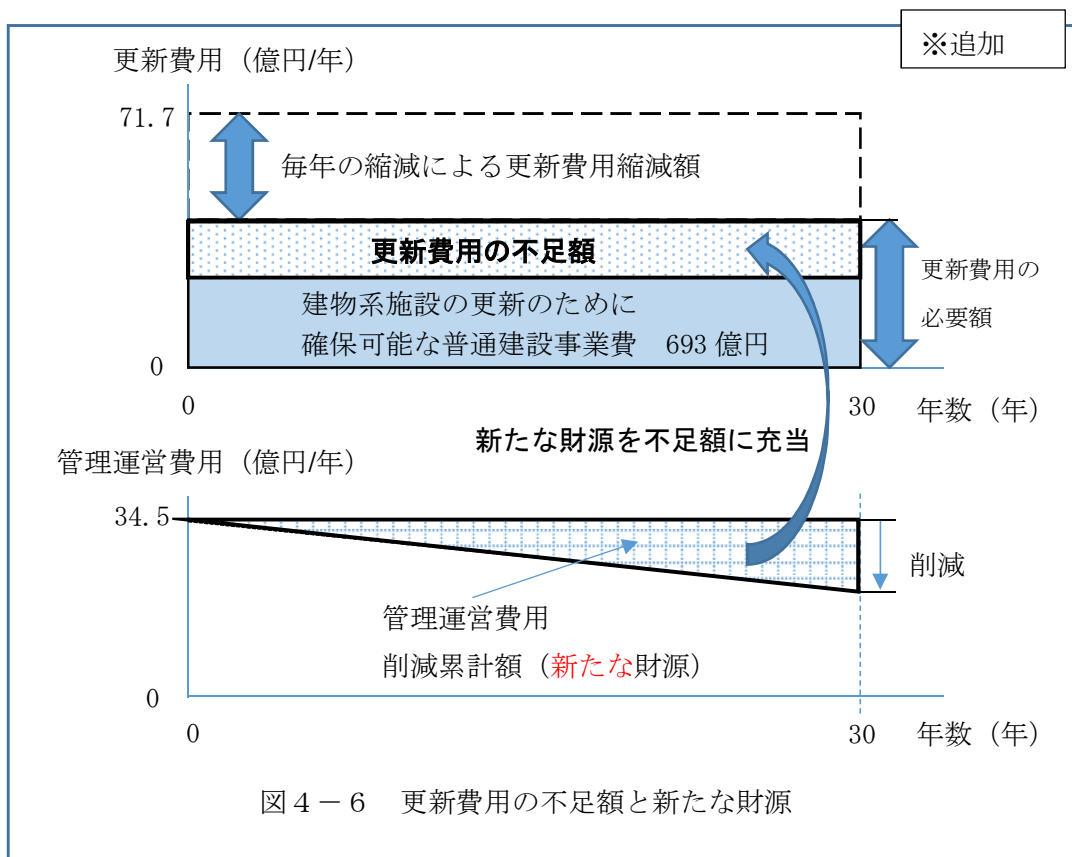 ※追加
更新費用（億円/年）
71.7
毎年の縮減による更新費用縮減額
更新費用の不足額
更新費用の
必要額
建物系施設の更新のために
確保可能な普通建設事業費　693 億円
0
0
30
年数（年）
新たな財源を不足額に充当
管理運営費用（億円/年）
34.5
削減
管理運営費用
削減累計額（新たな財源）
0
0
30
年数（年）
図４－６　更新費用の不足額と新たな財源